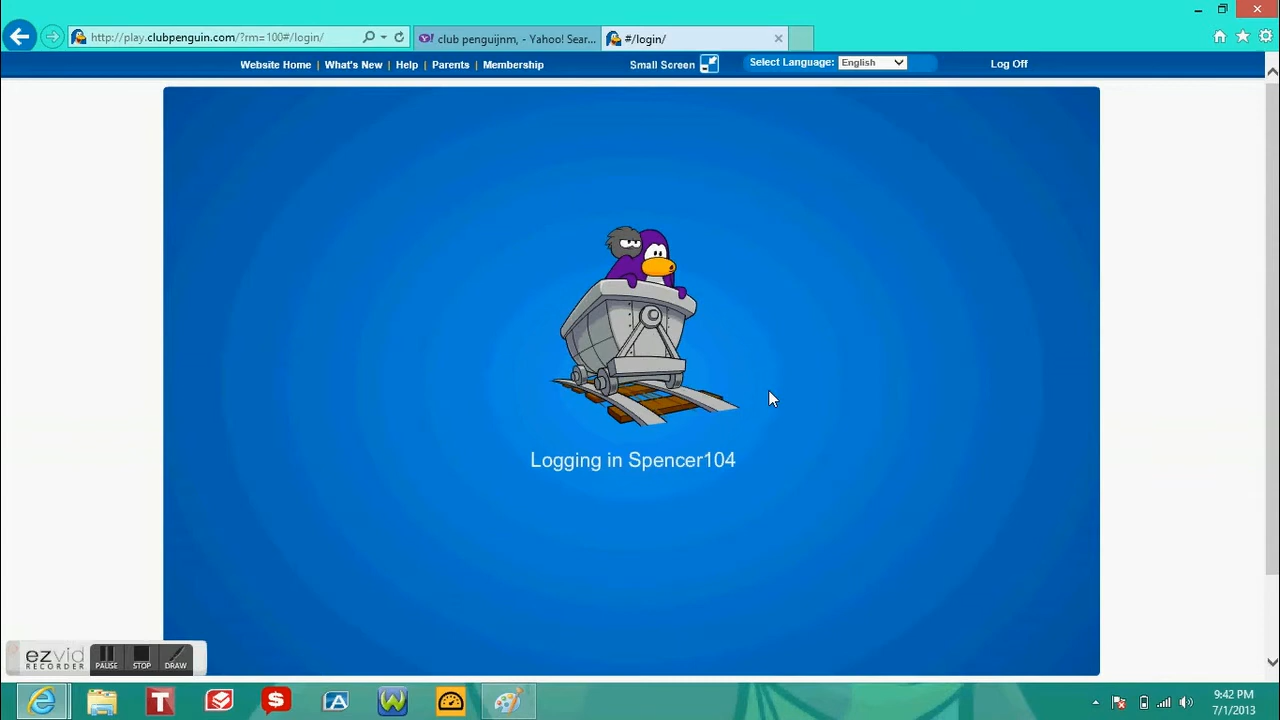 http://play.clubpenguin.com/?rm=100#/login/
club penguijnm, - Yahoo! Sear...
#/login/
Website Home | What's New | Help | Parents | Membership
Small Screen
Select Language: English
Log Off
Logging in Spencer104
ezvid
RECORDER
PAUSE
STOP
DRAW
9:42 PM
7/1/2013